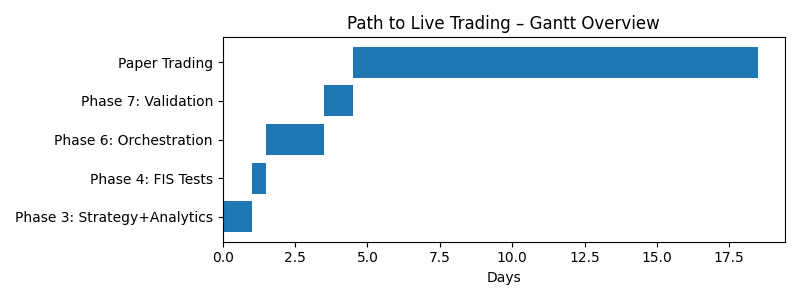 Path to Live Trading – Gantt Overview
Paper Trading
Phase 7: Validation
Phase 6: Orchestration
Phase 4: FIS Tests
Phase 3: Strategy+Analytics
0.0 2.5 5.0 7.5 10.0 12.5 15.0 17.5
Days